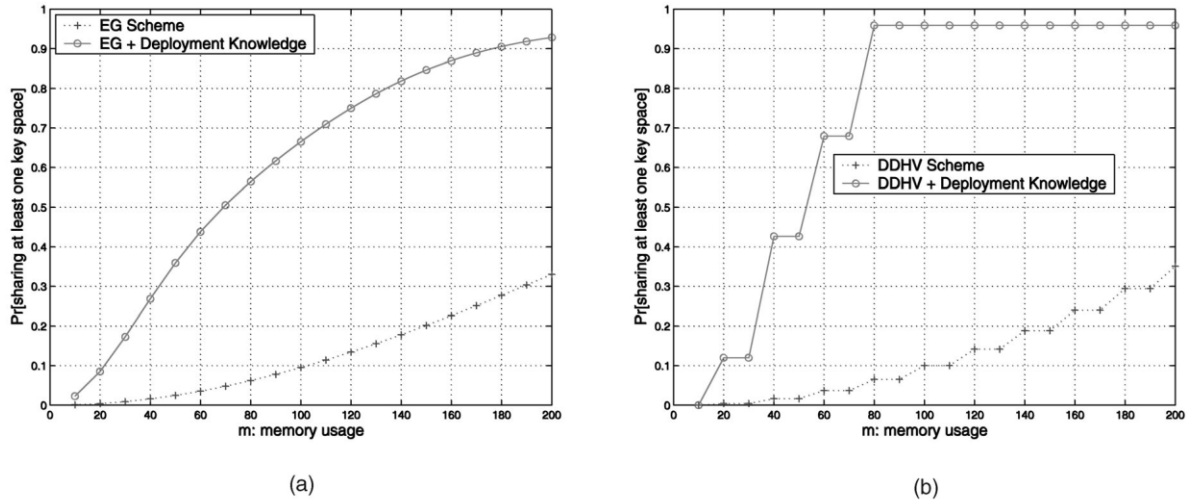 1
0.9
0.8
0.7
0.6
0.5
0.4
0.3
0.2
0.1
0
Pr[sharing at least one key space]
EG Scheme
EG + Deployment Knowledge
0 20 40 60 80 100 120 140 160 180 200
m: memory usage
(a)
1
0.9
0.8
0.7
0.6
0.5
0.4
0.3
0.2
0.1
0
Pr[sharing at least one key space]
DDHV Scheme
DDHV + Deployment Knowledge
0 20 40 60 80 100 120 140 160 180 200
m: memory usage
(b)